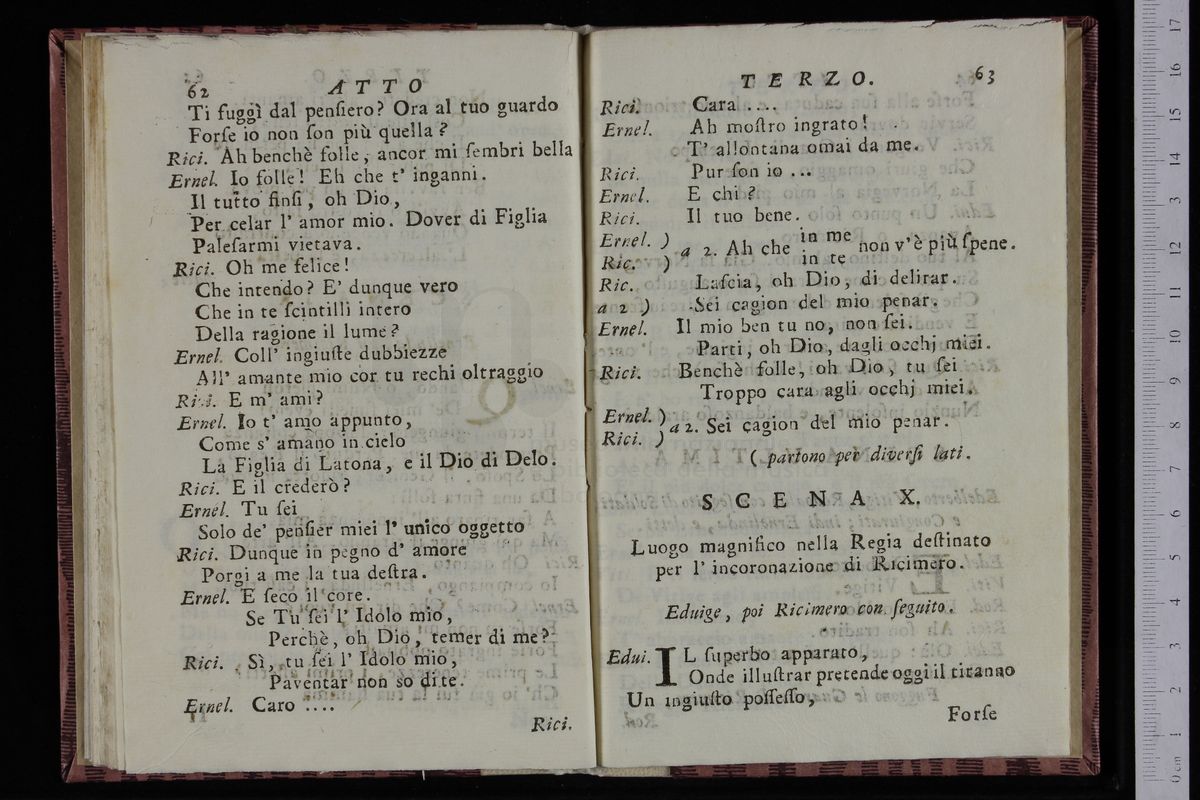 62 ATTO
Ti fuggì dal penſiero? Ora al tuo guardo
Forſe io non ſon più quella?
Rici. Ah benchè folle, ancor mi ſembri bella
Ernel. Io folle! Eh che t' inganni.
Il tutto finſi, oh Dio,
Per celar l' amor mio. Dover di Figlia
Paleſarmi vietava.
Rici. Oh me felice!
Che intendo? E' dunque vero
Che in te ſcintilli intero
Della ragione il lume?
Ernel. Coll' ingiuſte dubbiezze
All' amante mio cor tu rechi oltraggio
Rici. E m' ami?
Ernel. Io t' amo appunto,
Come s' amano in cielo
La Figlia di Latona, e il Dio di Delo.
Rici. E il crederò?
Ernel. Tu ſei
Solo de' penſier miei l' unico oggetto
Rici. Dunque in pegno d' amore
Porgi a me la tua deſtra.
Ernel. E ſeco il core.
Se Tu ſei l' Idolo mio,
Perchè, oh Dio, temer di me?
Rici. Sì, tu ſei l' Idolo mio,
Paventar non so di te.
Ernel. Caro ....
Rici.
TERZO. 63
Rici. Cara ....
Ernel. Ah moſtro ingrato!
T' allontana omai da me.
Rici. Pur ſon io ...
Ernel. E chi?
Rici. Il tuo bene.
Ernel. ) in me
a 2. Ah che non v'è più ſpene.
Ric. ) in te
Ric. Laſcia, oh Dio, di delirar.
a 2 ) Sei cagion del mio penar.
Ernel. Il mio ben tu no, non ſei.
Parti, oh Dio, dagli occhj miei.
Rici. Benchè folle, oh Dio, tu ſei
Troppo cara agli occhj miei.
Ernel. )
a 2. Sei cagion del mio penar.
Rici. )
( partono per diverſi lati.
SCENA X.
Luogo magnifico nella Regia deſtinato
per l' incoronazione di Ricimero.
Eduige, poi Ricimero con ſeguito.
Edui. IL ſuperbo apparato,
Onde illuſtrar pretende oggi il tiranno
Un ingiuſto poſſeſſo,
Forſe